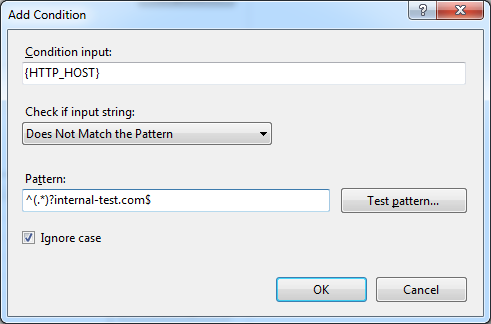 Add Condition
?
Condition input:
{HTTP_HOST}
Check if input string:
Does Not Match the Pattern
Pattern:
^(.*)?internal-test.com$
Test pattern...
Ignore case
OK
Cancel